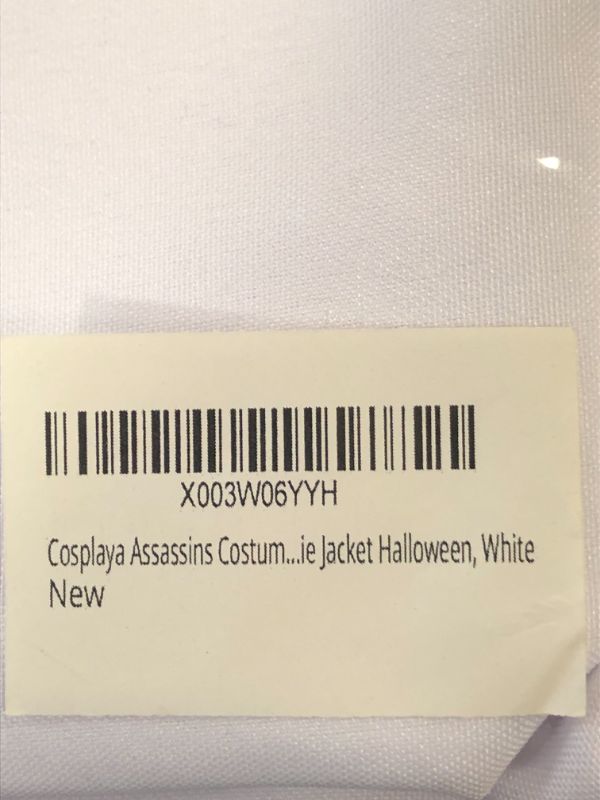 X003W06YYH
Cosplaya Assassins Costum...ie Jacket Halloween, White
New